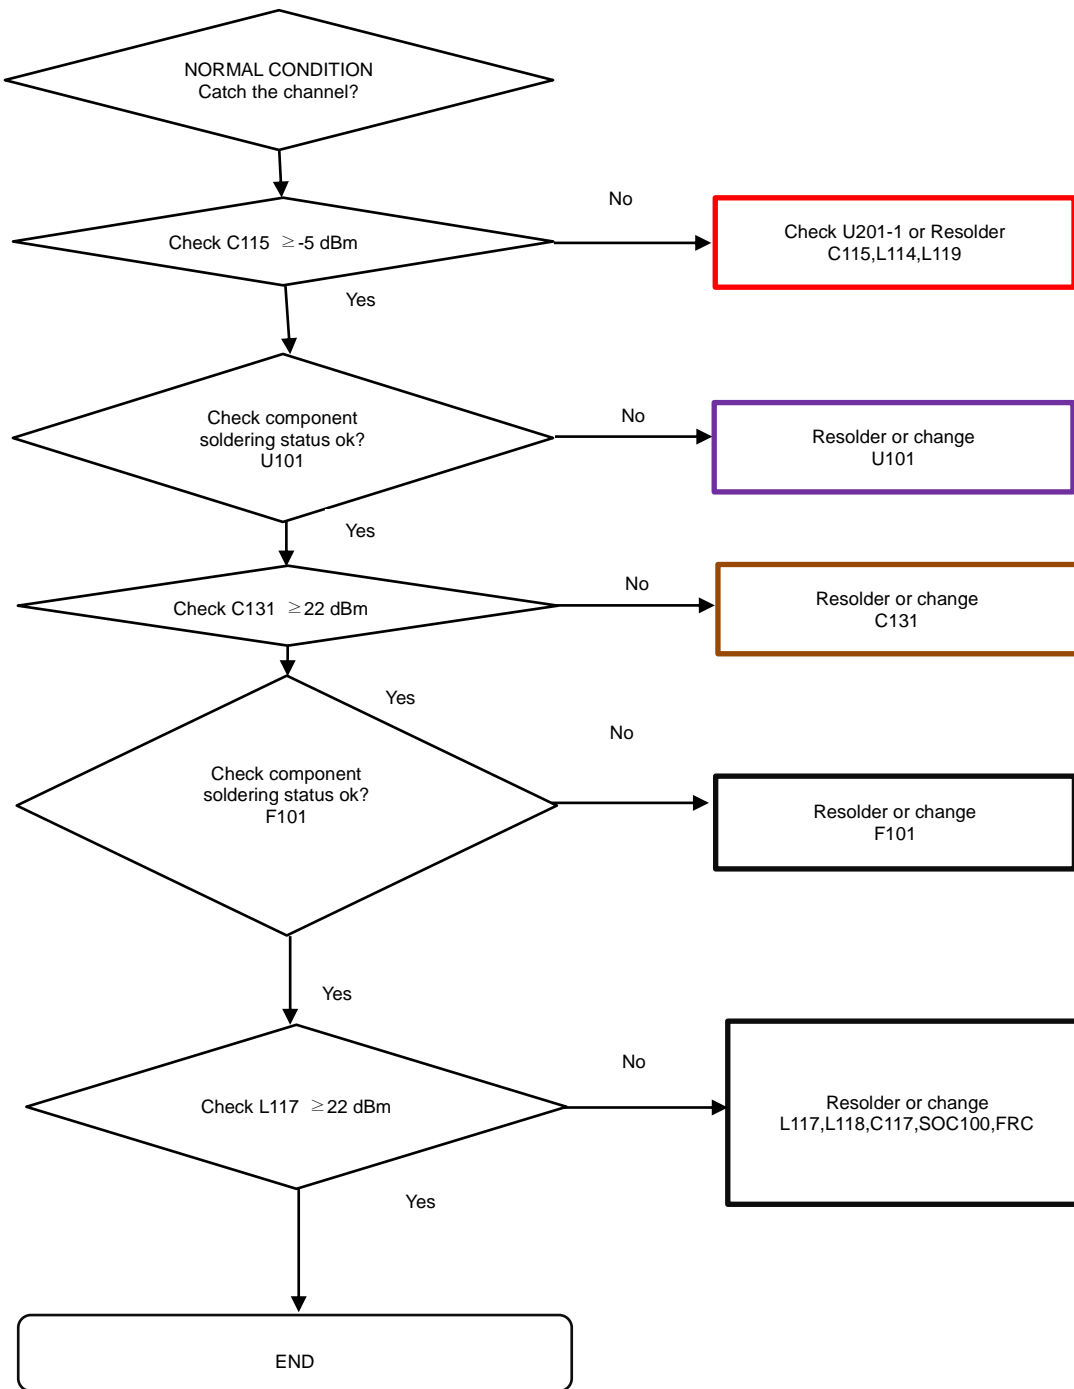 NORMAL CONDITION
Catch the channel?
No
Check C115 ≥-5 dBm
Check U201-1 or Resolder
C115,L114,L119
Yes
Check component
soldering status ok?
U101
No
Resolder or change
U101
Yes
Check C131 ≥22 dBm
No
Resolder or change
C131
Yes
Check component
soldering status ok?
F101
No
Resolder or change
F101
Yes
Check L117 ≥22 dBm
No
Resolder or change
L117,L118,C117,SOC100,FRC
Yes
END